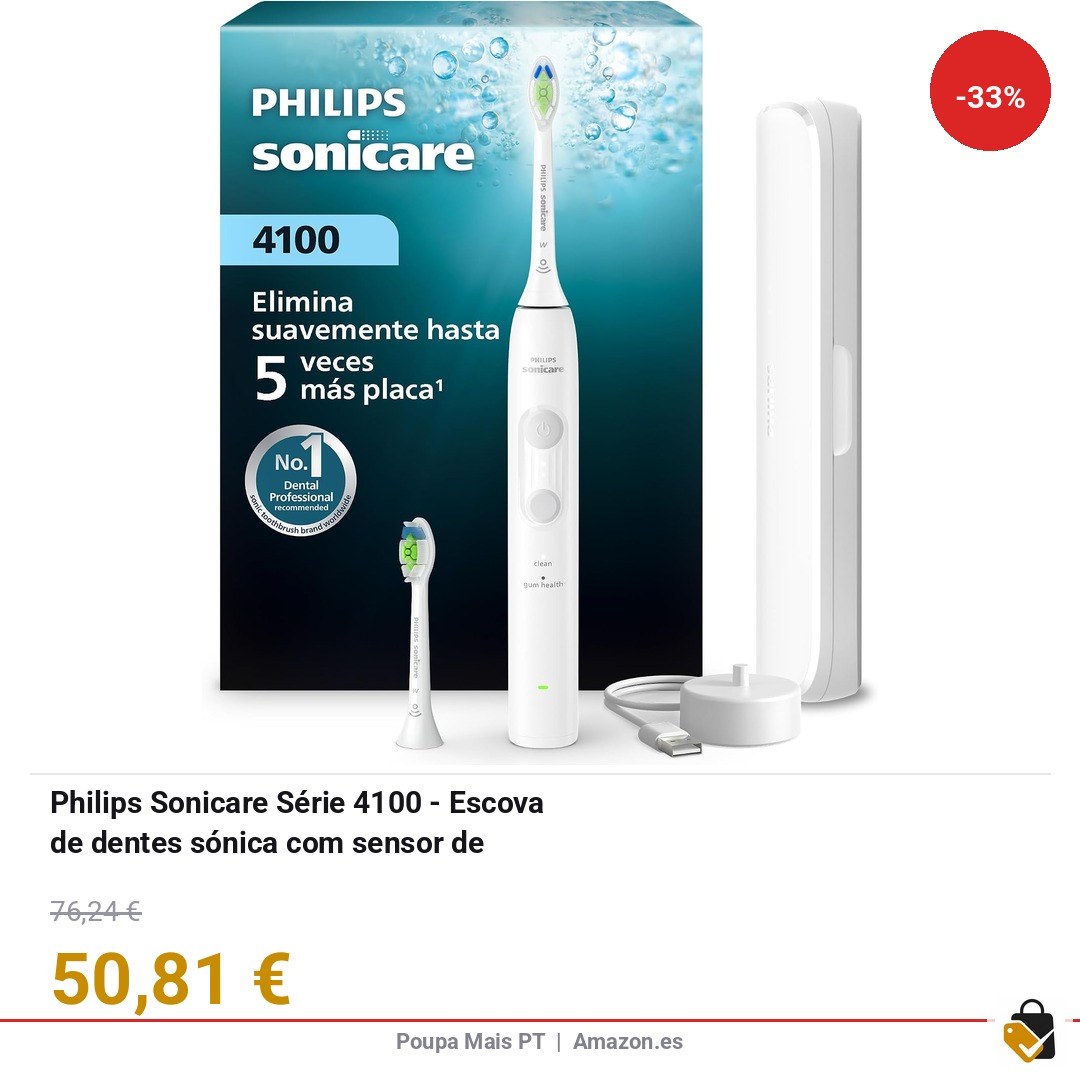 PHILIPS
sonicare
4100
Elimina
suavemente hasta
5 veces
más placa¹
No.1
Dental
Professional
recommended
sonic toothbrush brand worldwide
PHILIPS sonicare
W
PHILIPS
sonicare
clean
gum health
PHILIPS sonicare
W
PHILIPS
-33%
Philips Sonicare Série 4100 - Escova
de dentes sónica com sensor de
76,24 €
50,81 €
Poupa Mais PT | Amazon.es